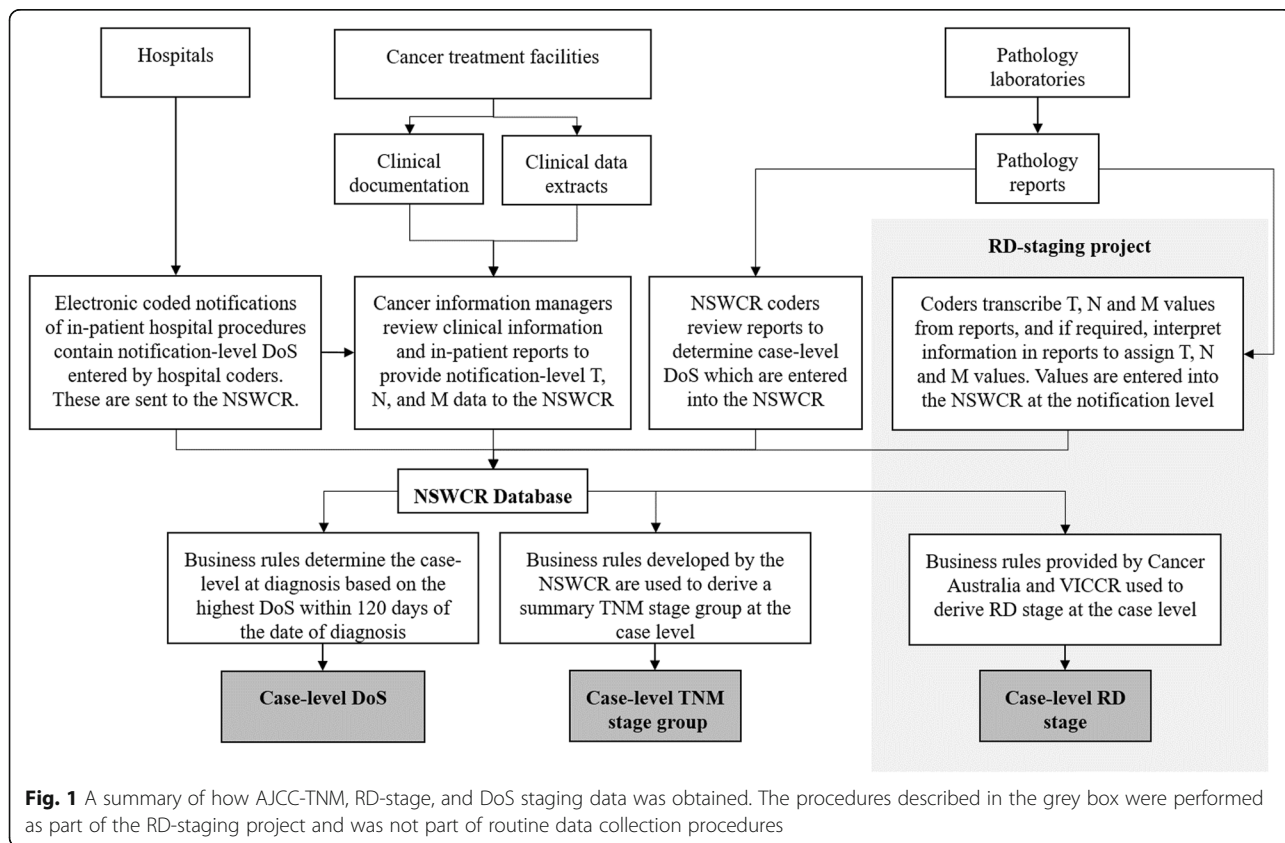 Hospitals
Cancer treatment facilities
Pathology
laboratories
Clinical
documentation
Clinical data
extracts
Pathology
reports
RD-staging project
Electronic coded notifications
of in-patient hospital procedures
contain notification-level DoS
entered by hospital coders.
These are sent to the NSWCR.
Cancer information managers
review clinical information
and in-patient reports to
provide notification-level T,
N, and M data to the NSWCR
NSWCR coders
review reports to
determine case-level
DoS which are entered
into the NSWCR
Coders transcribe T, N and M values
from reports, and if required, interpret
information in reports to assign T, N
and M values. Values are entered into
the NSWCR at the notification level
NSWCR Database
Business rules determine the case-
level at diagnosis based on the
highest DoS within 120 days of
the date of diagnosis
Business rules developed by the
NSWCR are used to derive a
summary TNM stage group at the
case level
Business rules provided by Cancer
Australia and VICCR used to
derive RD stage at the case level
Case-level DoS
Case-level TNM
stage group
Case-level RD
stage
Fig. 1 A summary of how AJCC-TNM, RD-stage, and DoS staging data was obtained. The procedures described in the grey box were performed
as part of the RD-staging project and was not part of routine data collection procedures